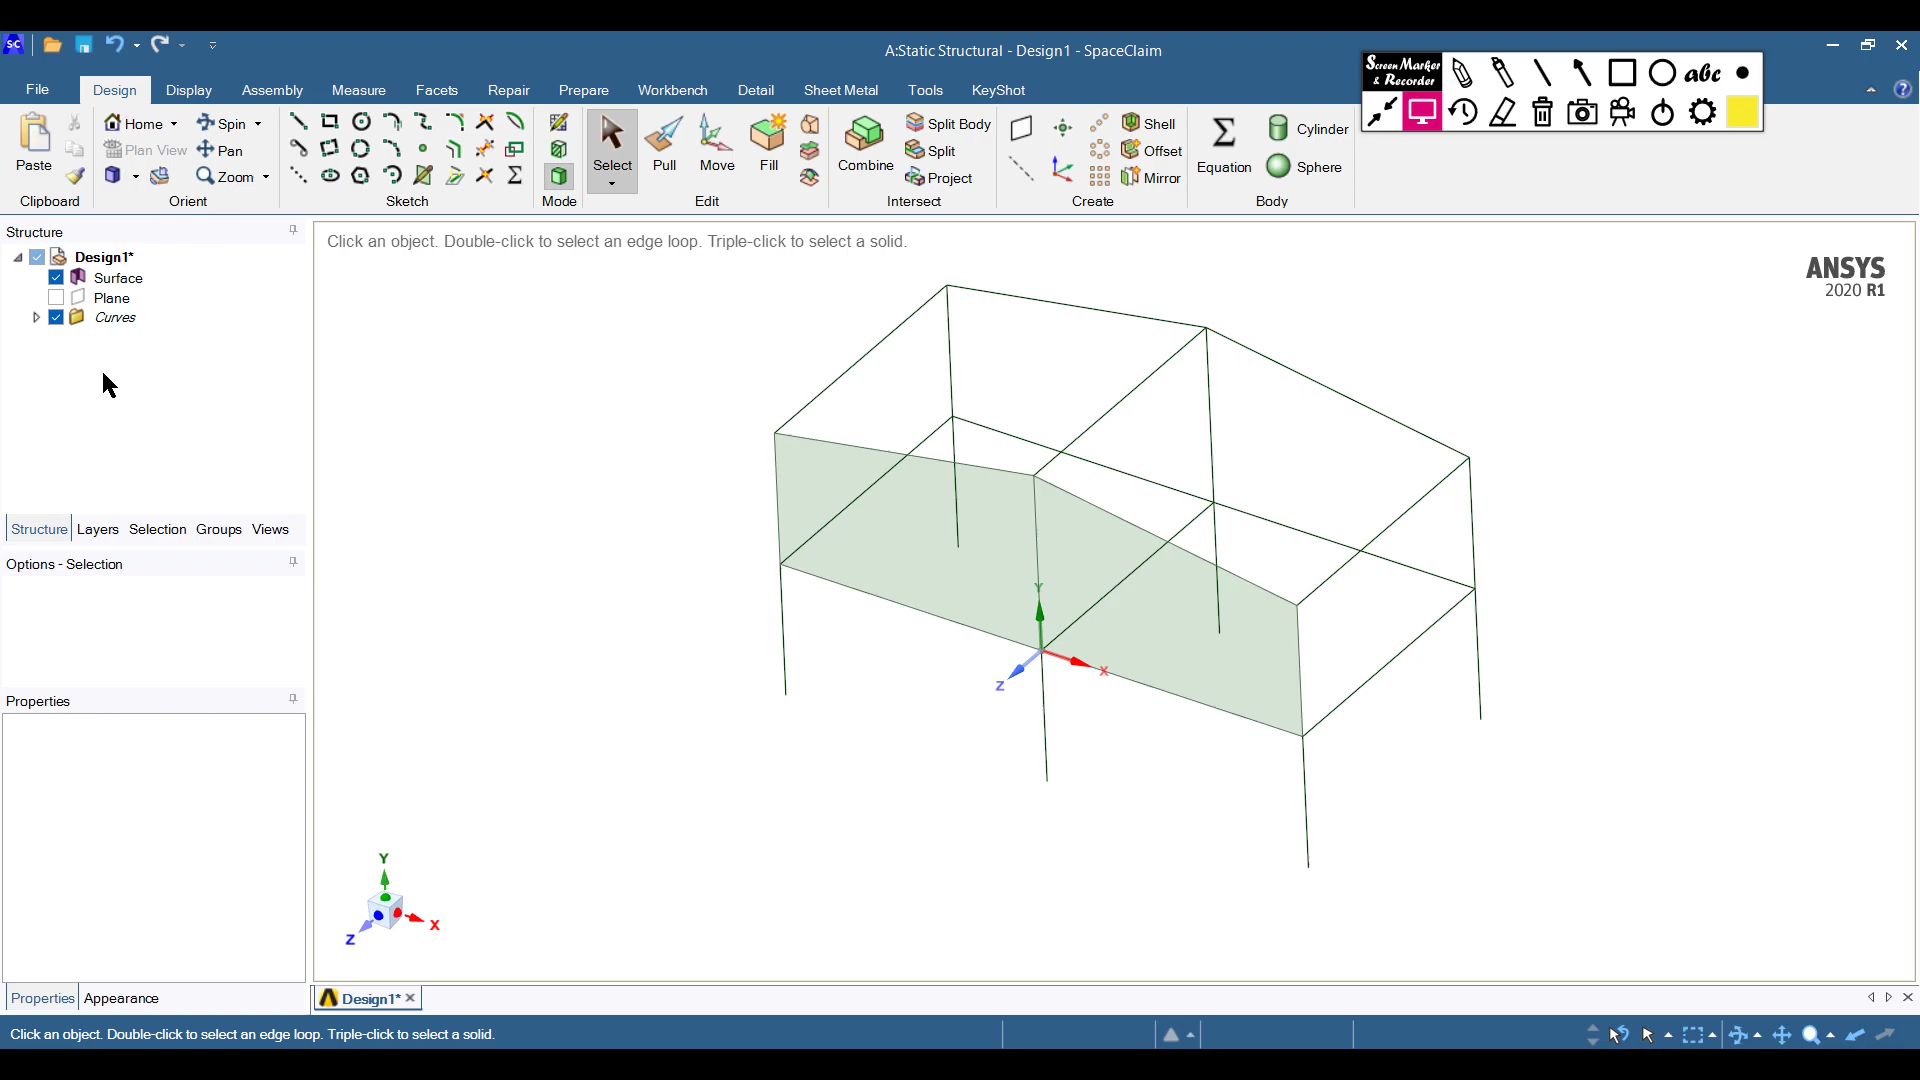 A:Static Structural - Design1 - SpaceClaim
Screen Marker & Recorder
abc
File Design Display Assembly Measure Facets Repair Prepare Workbench Detail Sheet Metal Tools KeyShot
Paste
Home Spin
Plan View Pan
Zoom
Select Pull Move Fill
Combine
Split Body
Split
Project
Shell
Offset
Mirror
Equation
Cylinder
Sphere
Clipboard Orient Sketch Mode Edit Intersect Create Body
Structure
Design1*
Surface
Plane
Curves
Structure Layers Selection Groups Views
Options - Selection
Properties
Properties Appearance
Click an object. Double-click to select an edge loop. Triple-click to select a solid.
ANSYS
2020 R1
Y
X
Z
Y
X
Z
Design1*
Click an object. Double-click to select an edge loop. Triple-click to select a solid.